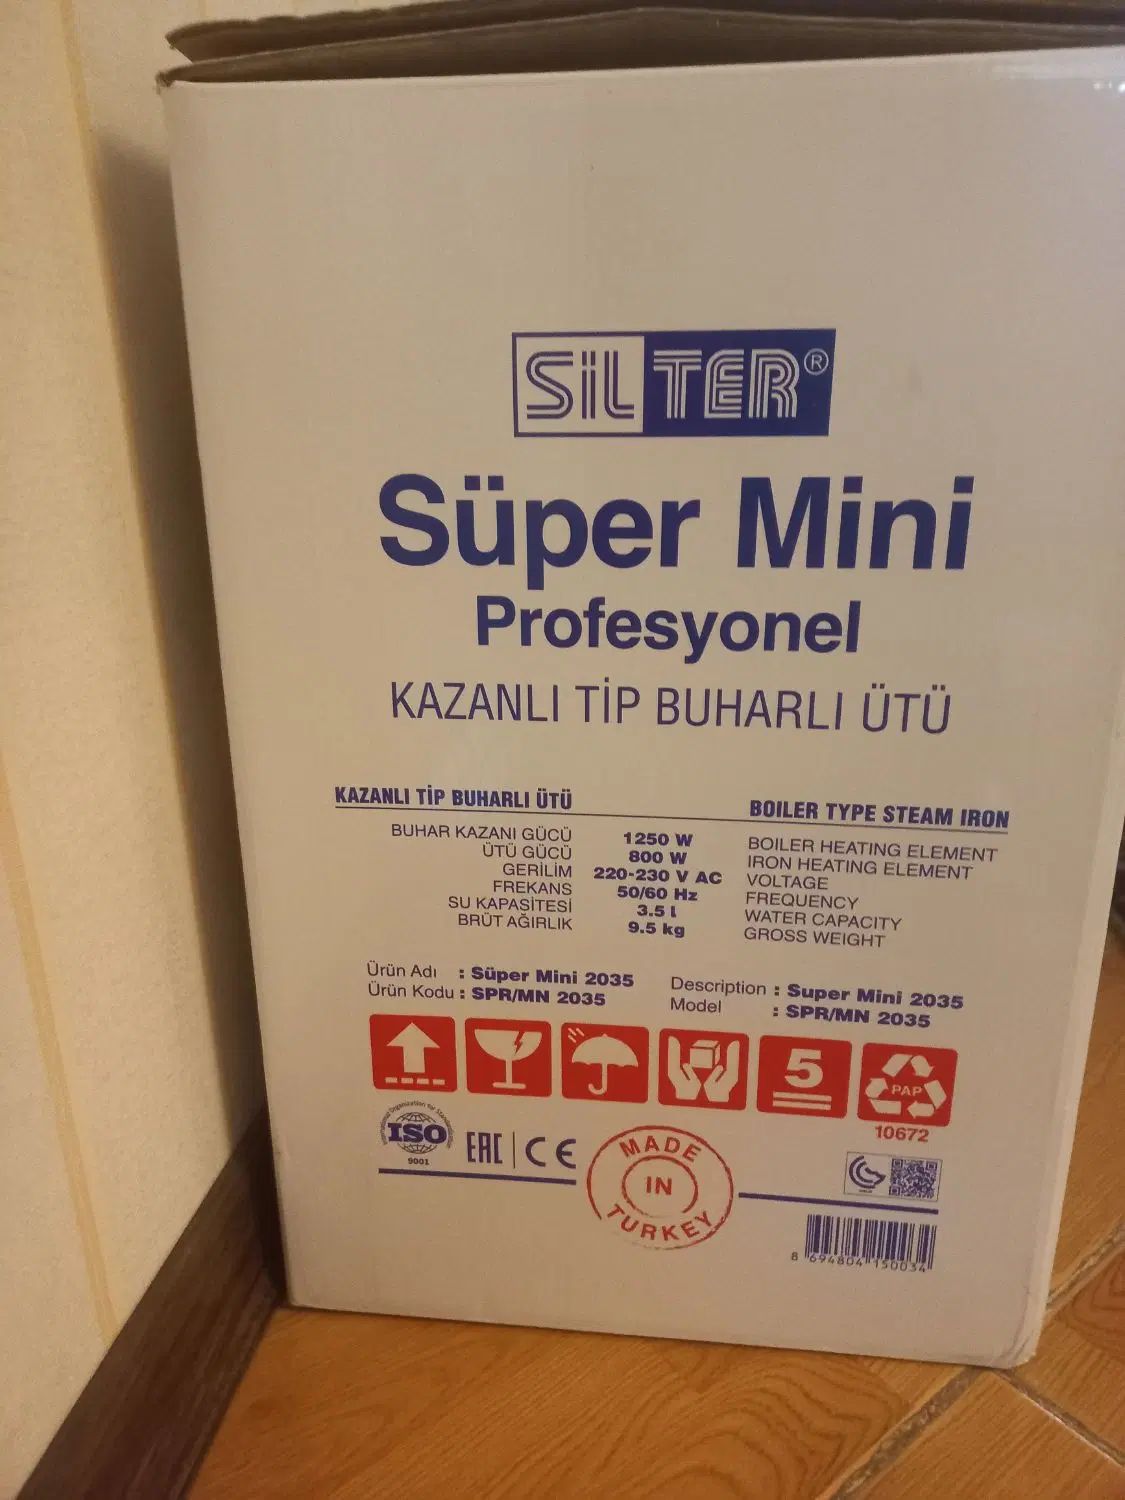 SİLTER®
Süper Mini
Profesyonel
KAZANLI TİP BUHARLI ÜTÜ
KAZANLI TİP BUHARLI ÜTÜ BOILER TYPE STEAM IRON
BUHAR KAZANI GÜCÜ 1250 W BOILER HEATING ELEMENT
ÜTÜ GÜCÜ 800 W IRON HEATING ELEMENT
GERİLİM 220-230 V AC VOLTAGE
FREKANS 50/60 Hz FREQUENCY
SU KAPASİTESİ 3.5 l WATER CAPACITY
BRÜT AĞIRLIK 9.5 kg GROSS WEIGHT
Ürün Adı : Süper Mini 2035 Description : Super Mini 2035
Ürün Kodu : SPR/MN 2035 Model : SPR/MN 2035
5 PAP
10672
International Organization for Standardization
ISO
9001
EAC CE
MADE
IN
TURKEY
8 694804 150034